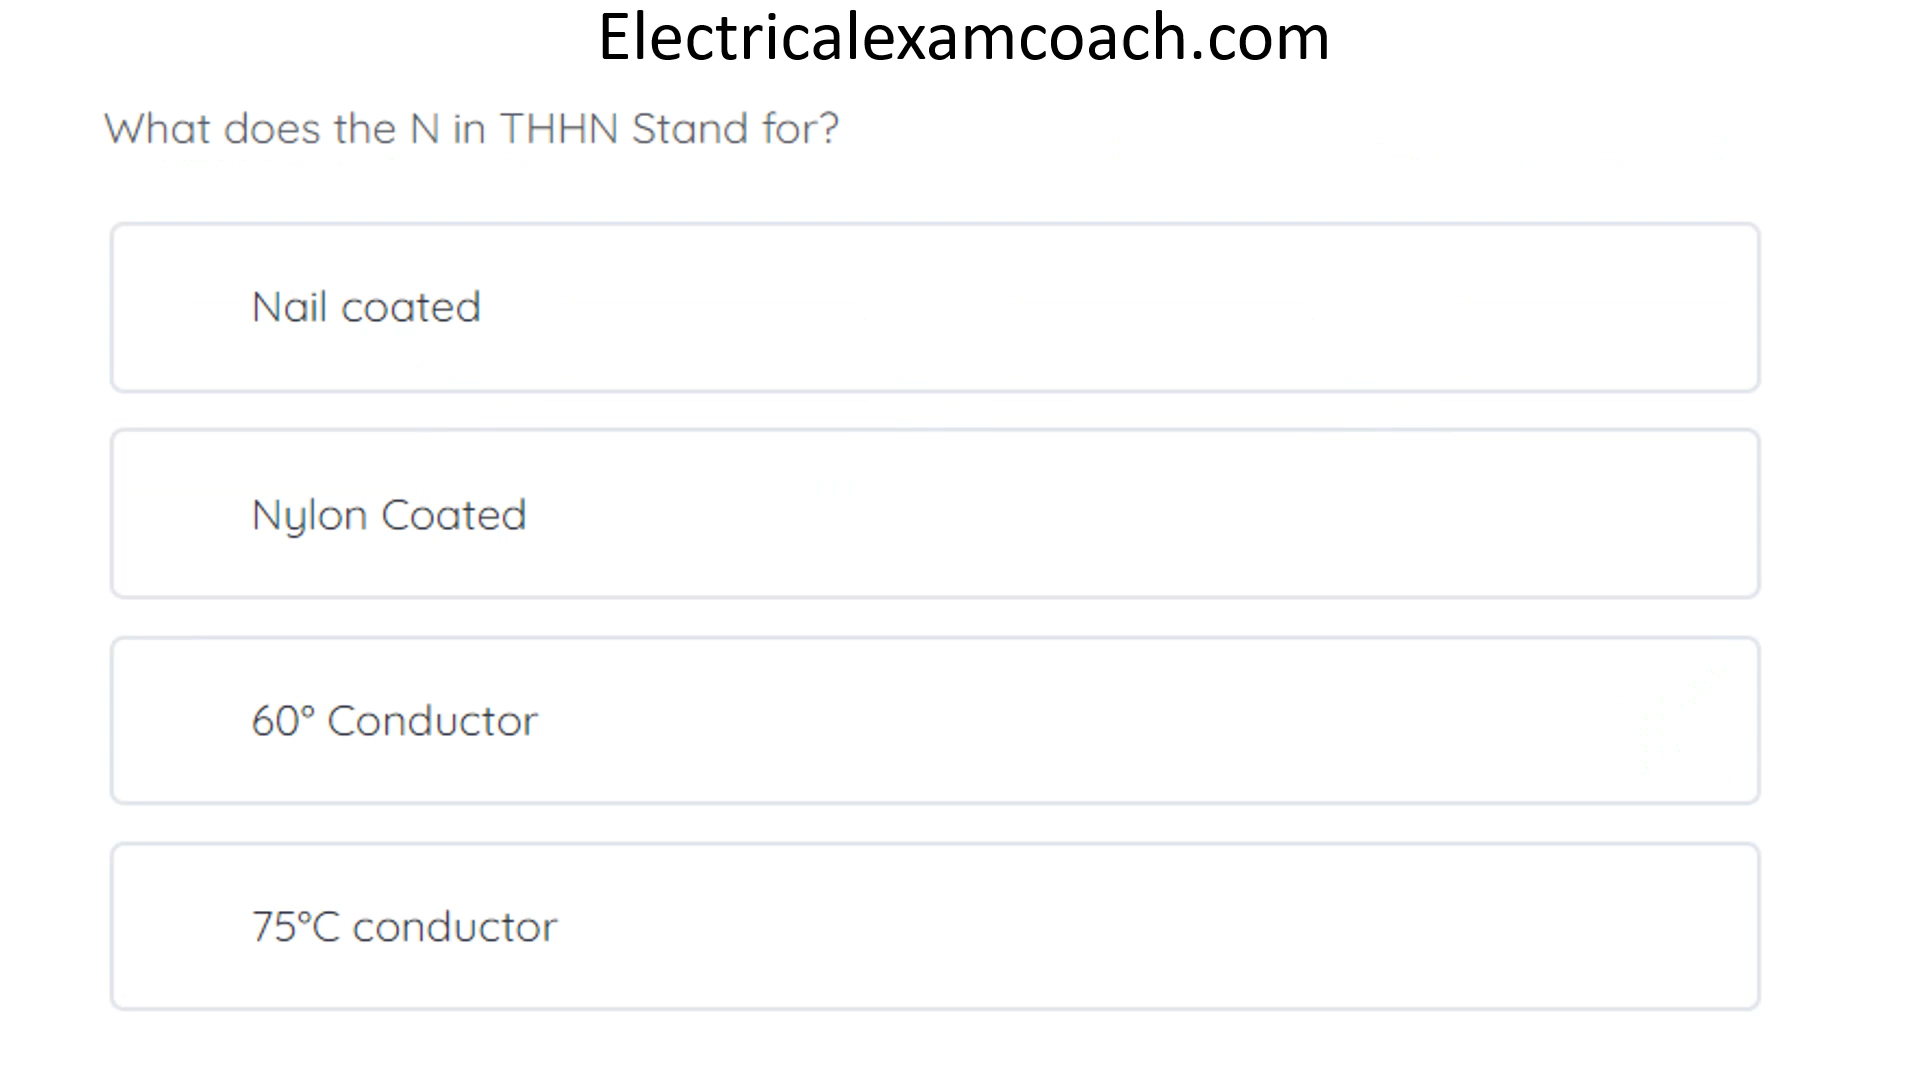 Electricalexamcoach.com
What does the N in THHN Stand for?
Nail coated
Nylon Coated
60° Conductor
75°C conductor